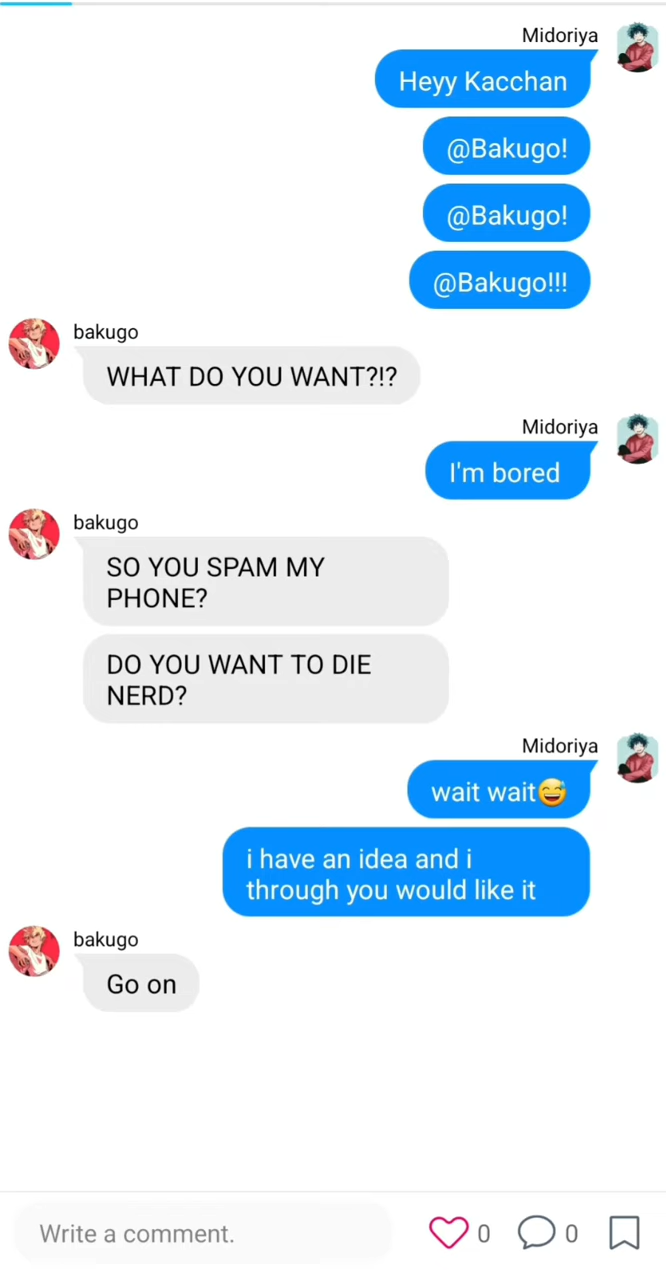 Midoriya
Heyy Kacchan
@Bakugo!
@Bakugo!
@Bakugo!!!
bakugo
WHAT DO YOU WANT?!?
Midoriya
I'm bored
bakugo
SO YOU SPAM MY
PHONE?
DO YOU WANT TO DIE
NERD?
Midoriya
wait wait😅
i have an idea and i
through you would like it
bakugo
Go on
Write a comment.
0
0